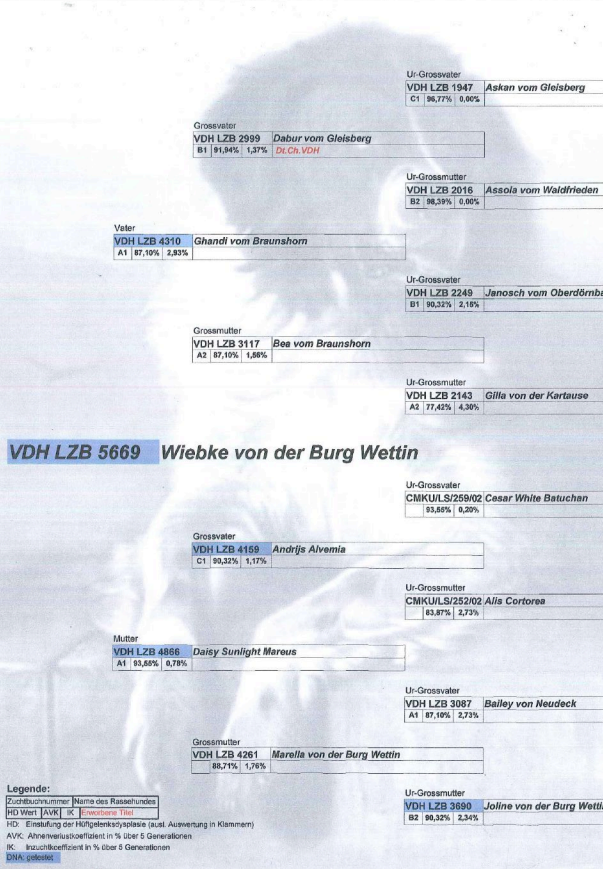 Ur-Grossvater
VDH LZB 1947 Askan vom Gleisberg
C1 96,77% 0,00%
Grossvater
VDH LZB 2999 Dabur vom Gleisberg
B1 91,94% 1,37% Dt.Ch.VDH
Ur-Grossmutter
VDH LZB 2016 Assola vom Waldfrieden
B2 98,39% 0,00%
Vater
VDH LZB 4310 Ghandi vom Braunshorn
A1 87,10% 2,93%
Ur-Grossvater
VDH LZB 2249 Janosch vom Oberdörnba
B1 90,32% 2,15%
Grossmutter
VDH LZB 3117 Bea vom Braunshorn
A2 87,10% 1,56%
Ur-Grossmutter
VDH LZB 2143 Gilla von der Kartause
A2 77,42% 4,30%
VDH LZB 5669 Wiebke von der Burg Wettin
Ur-Grossvater
CMKU/LS/259/02 Cesar White Batuchan
93,55% 0,20%
Grossvater
VDH LZB 4159 Andrijs Alvemia
C1 90,32% 1,17%
Ur-Grossmutter
CMKU/LS/252/02 Alis Cortorea
83,87% 2,73%
Mutter
VDH LZB 4866 Daisy Sunlight Mareus
A1 93,55% 0,78%
Ur-Grossvater
VDH LZB 3087 Bailey von Neudeck
A1 87,10% 2,73%
Grossmutter
VDH LZB 4261 Marella von der Burg Wettin
88,71% 1,76%
Ur-Grossmutter
VDH LZB 3690 Joline von der Burg Wetti
B2 90,32% 2,34%
Legende:
Zuchtbuchnummer Name des Rassehundes
HD Wert AVK IK Erworbene Titel
HD: Einstufung der Hüftgelenksdysplasie (ausl. Auswertung in Klammern)
AVK: Ahnenverlustkoeffizient in % über 5 Generationen
IK: Inzuchtkoeffizient in % über 5 Generationen
DNA: getestet